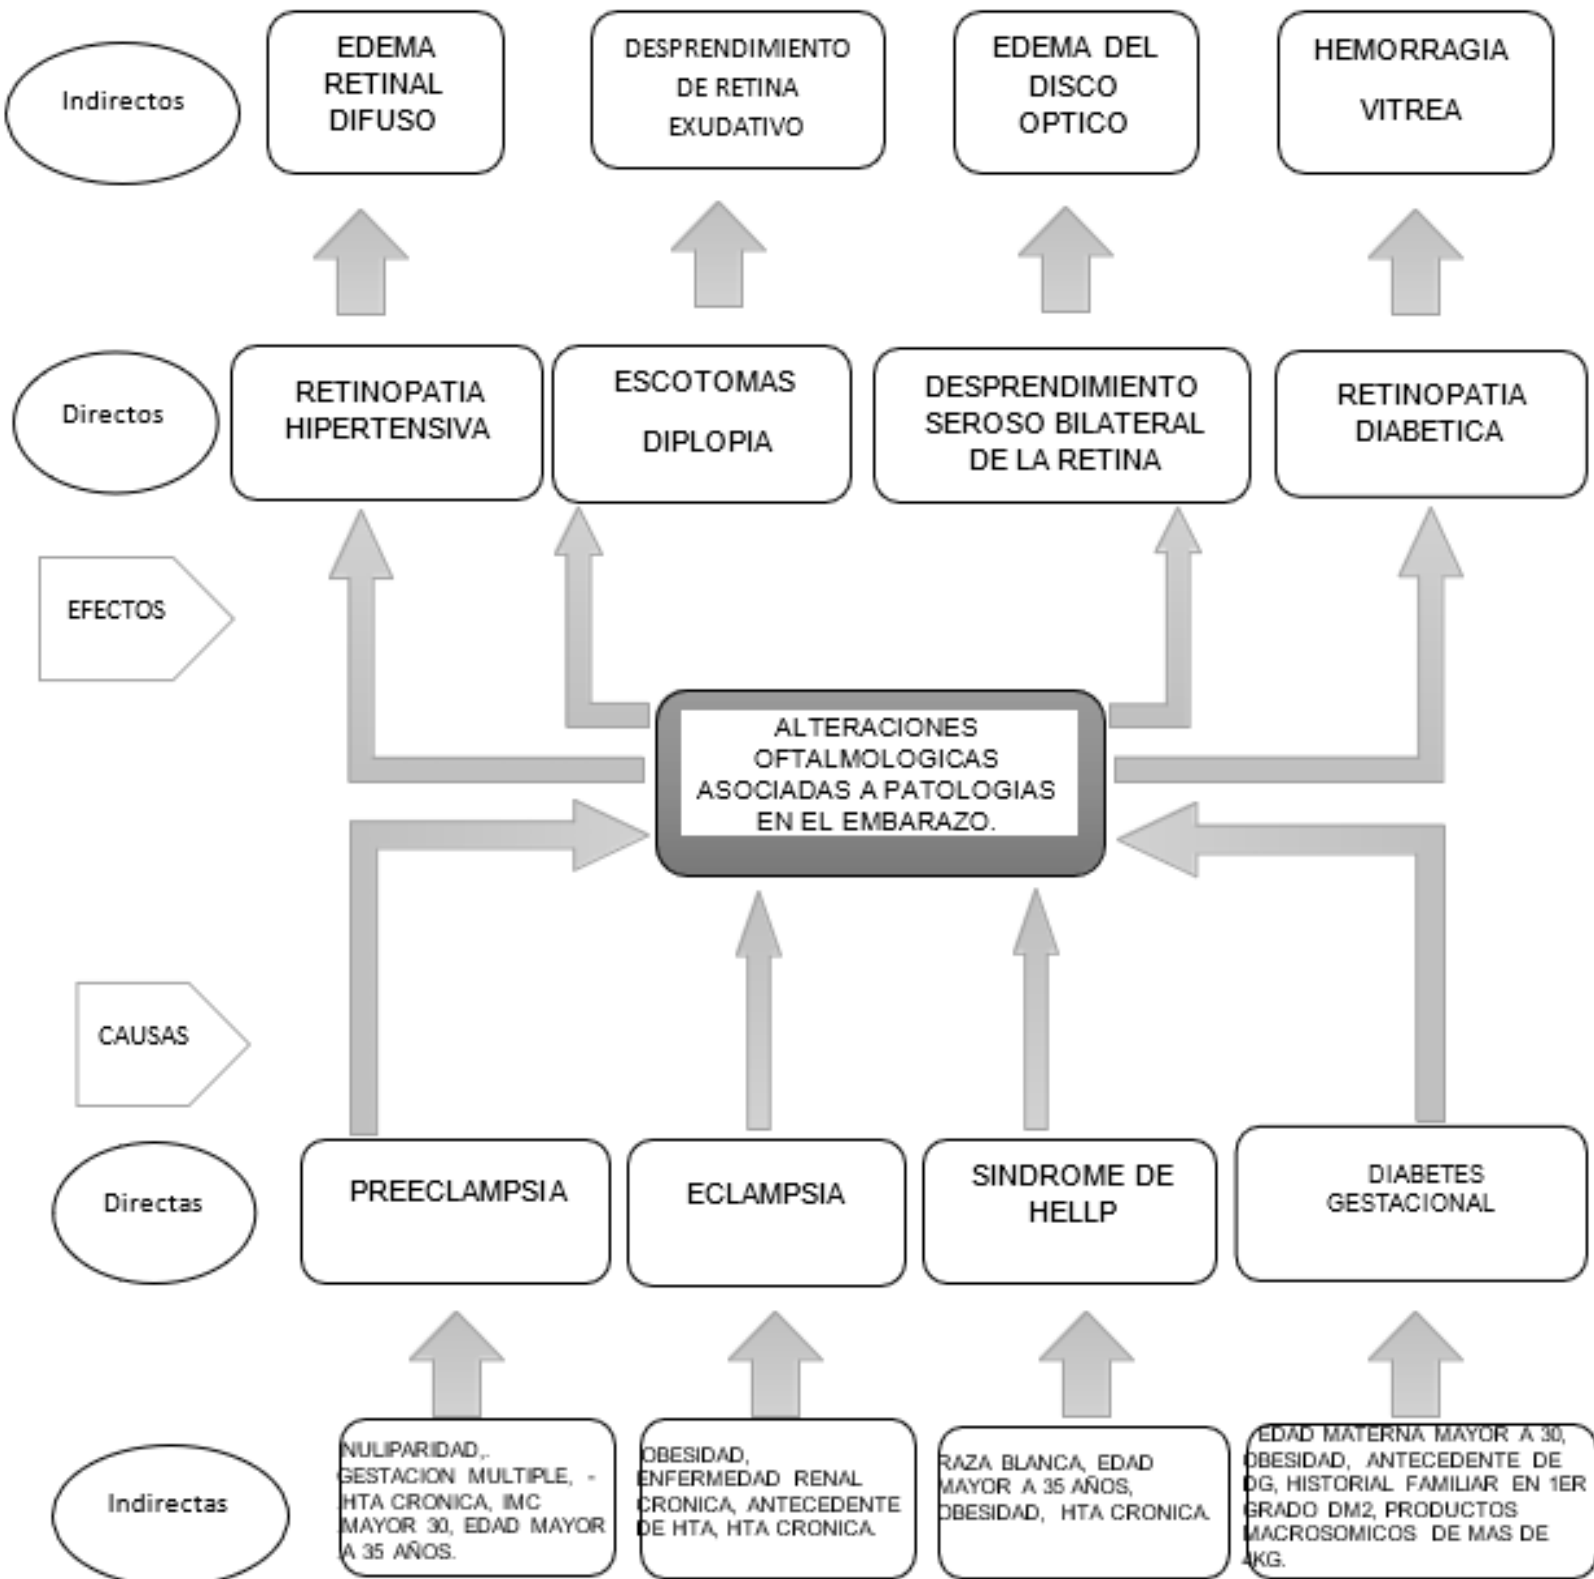 Indirectos
EDEMA
RETINAL
DIFUSO
DESPRENDIMIENTO
DE RETINA
EXUDATIVO
EDEMA DEL
DISCO
OPTICO
HEMORRAGIA
VITREA
Directos
RETINOPATIA
HIPERTENSIVA
ESCOTOMAS
DIPLOPIA
DESPRENDIMIENTO
SEROSO BILATERAL
DE LA RETINA
RETINOPATIA
DIABETICA
EFECTOS
ALTERACIONES
OFTALMOLOGICAS
ASOCIADAS A PATOLOGIAS
EN EL EMBARAZO.
CAUSAS
Directas
PREECLAMPSIA
ECLAMPSIA
SINDROME DE
HELLP
DIABETES
GESTACIONAL
Indirectas
NULIPARIDAD,-
GESTACION MULTIPLE, -
HTA CRONICA, IMC
MAYOR 30, EDAD MAYOR
A 35 AÑOS.
OBESIDAD,
ENFERMEDAD RENAL
CRONICA, ANTECEDENTE
DE HTA, HTA CRONICA.
RAZA BLANCA, EDAD
MAYOR A 35 AÑOS,
OBESIDAD, HTA CRONICA.
EDAD MATERNA MAYOR A 30,
OBESIDAD, ANTECEDENTE DE
DG, HISTORIAL FAMILIAR EN 1ER
GRADO DM2, PRODUCTOS
MACROSOMICOS DE MAS DE
4KG.